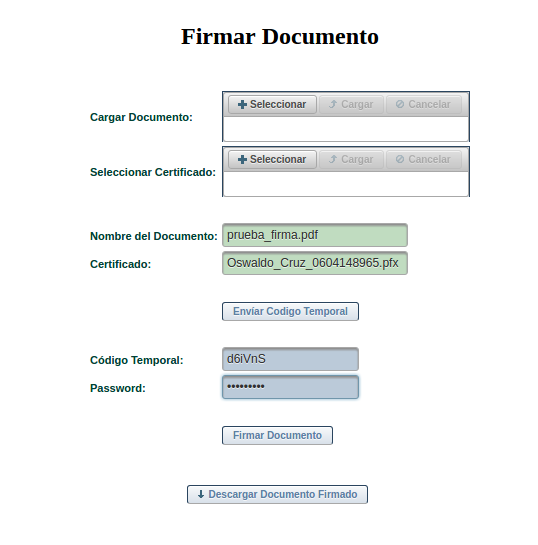 Firmar Documento
Cargar Documento:
Seleccionar Cargar Cancelar
Seleccionar Certificado:
Seleccionar Cargar Cancelar
Nombre del Documento: prueba_firma.pdf
Certificado: Oswaldo_Cruz_0604148965.pfx
Envíar Codigo Temporal
Código Temporal: d6iVnS
Password: •••••••••
Firmar Documento
Descargar Documento Firmado